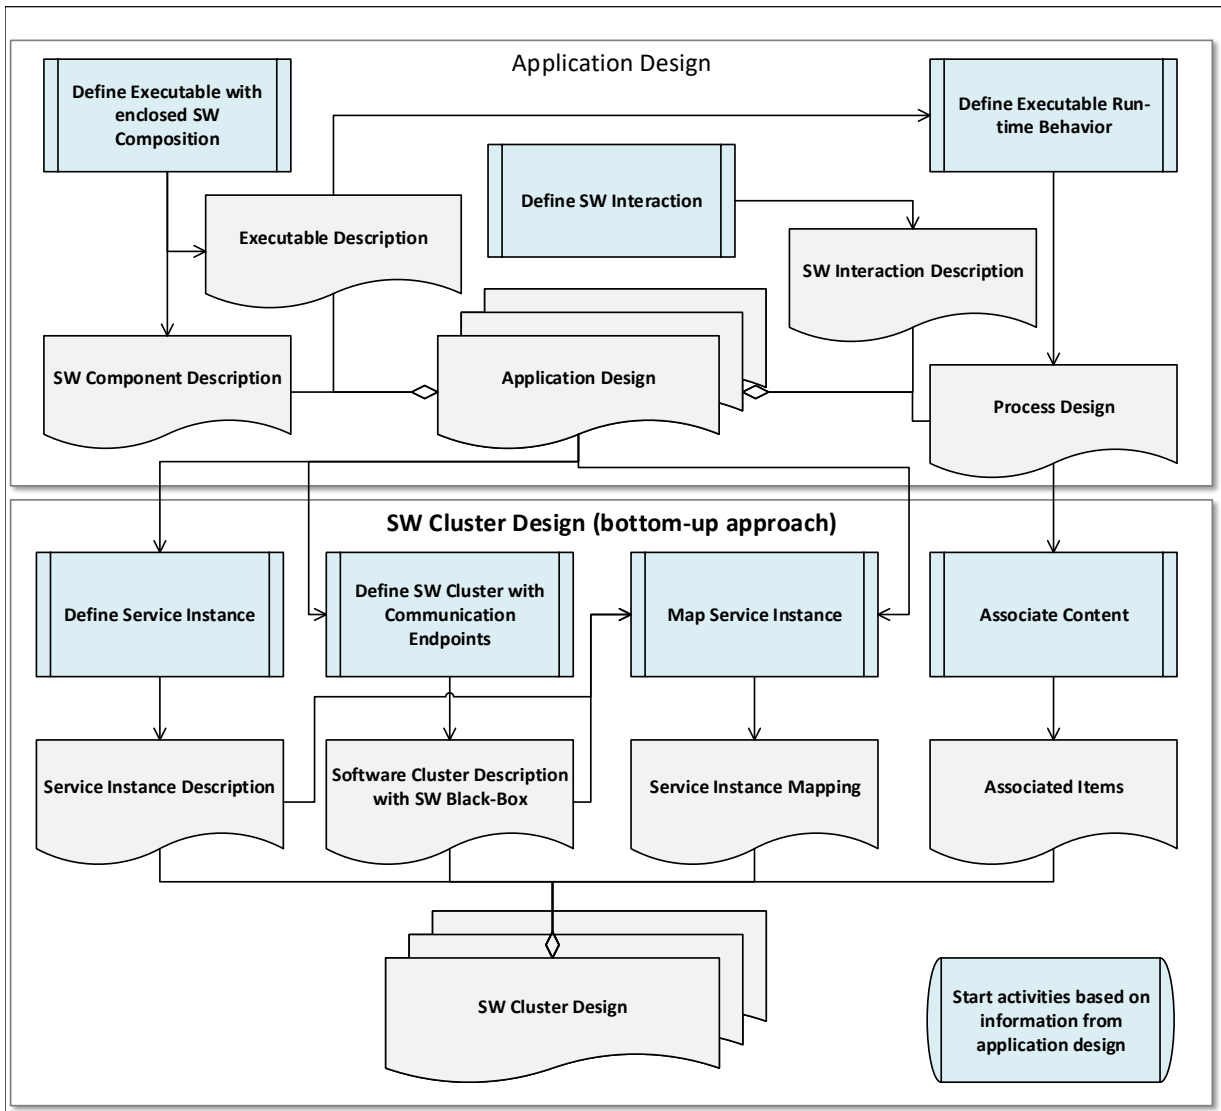 Application Design
Define Executable with
enclosed SW
Composition
Define Executable Run-
time Behavior
Define SW Interaction
Executable Description
SW Interaction Description
SW Component Description
Application Design
Process Design
SW Cluster Design (bottom-up approach)
Define Service Instance
Define SW Cluster with
Communication
Endpoints
Map Service Instance
Associate Content
Service Instance Description
Software Cluster Description
with SW Black-Box
Service Instance Mapping
Associated Items
SW Cluster Design
Start activities based on
information from
application design